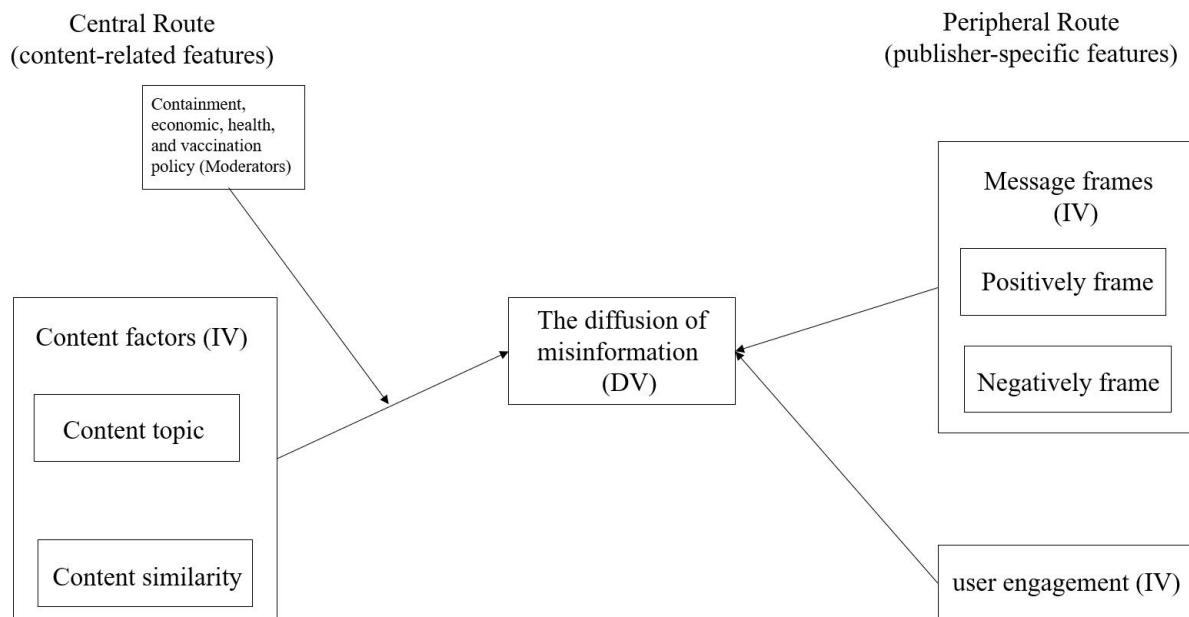 Central Route
(content-related features)
Peripheral Route
(publisher-specific features)
Containment,
economic, health,
and vaccination
policy (Moderators)
Content factors (IV)
Content topic
Content similarity
The diffusion of
misinformation
(DV)
Message frames
(IV)
Positively frame
Negatively frame
user engagement (IV)